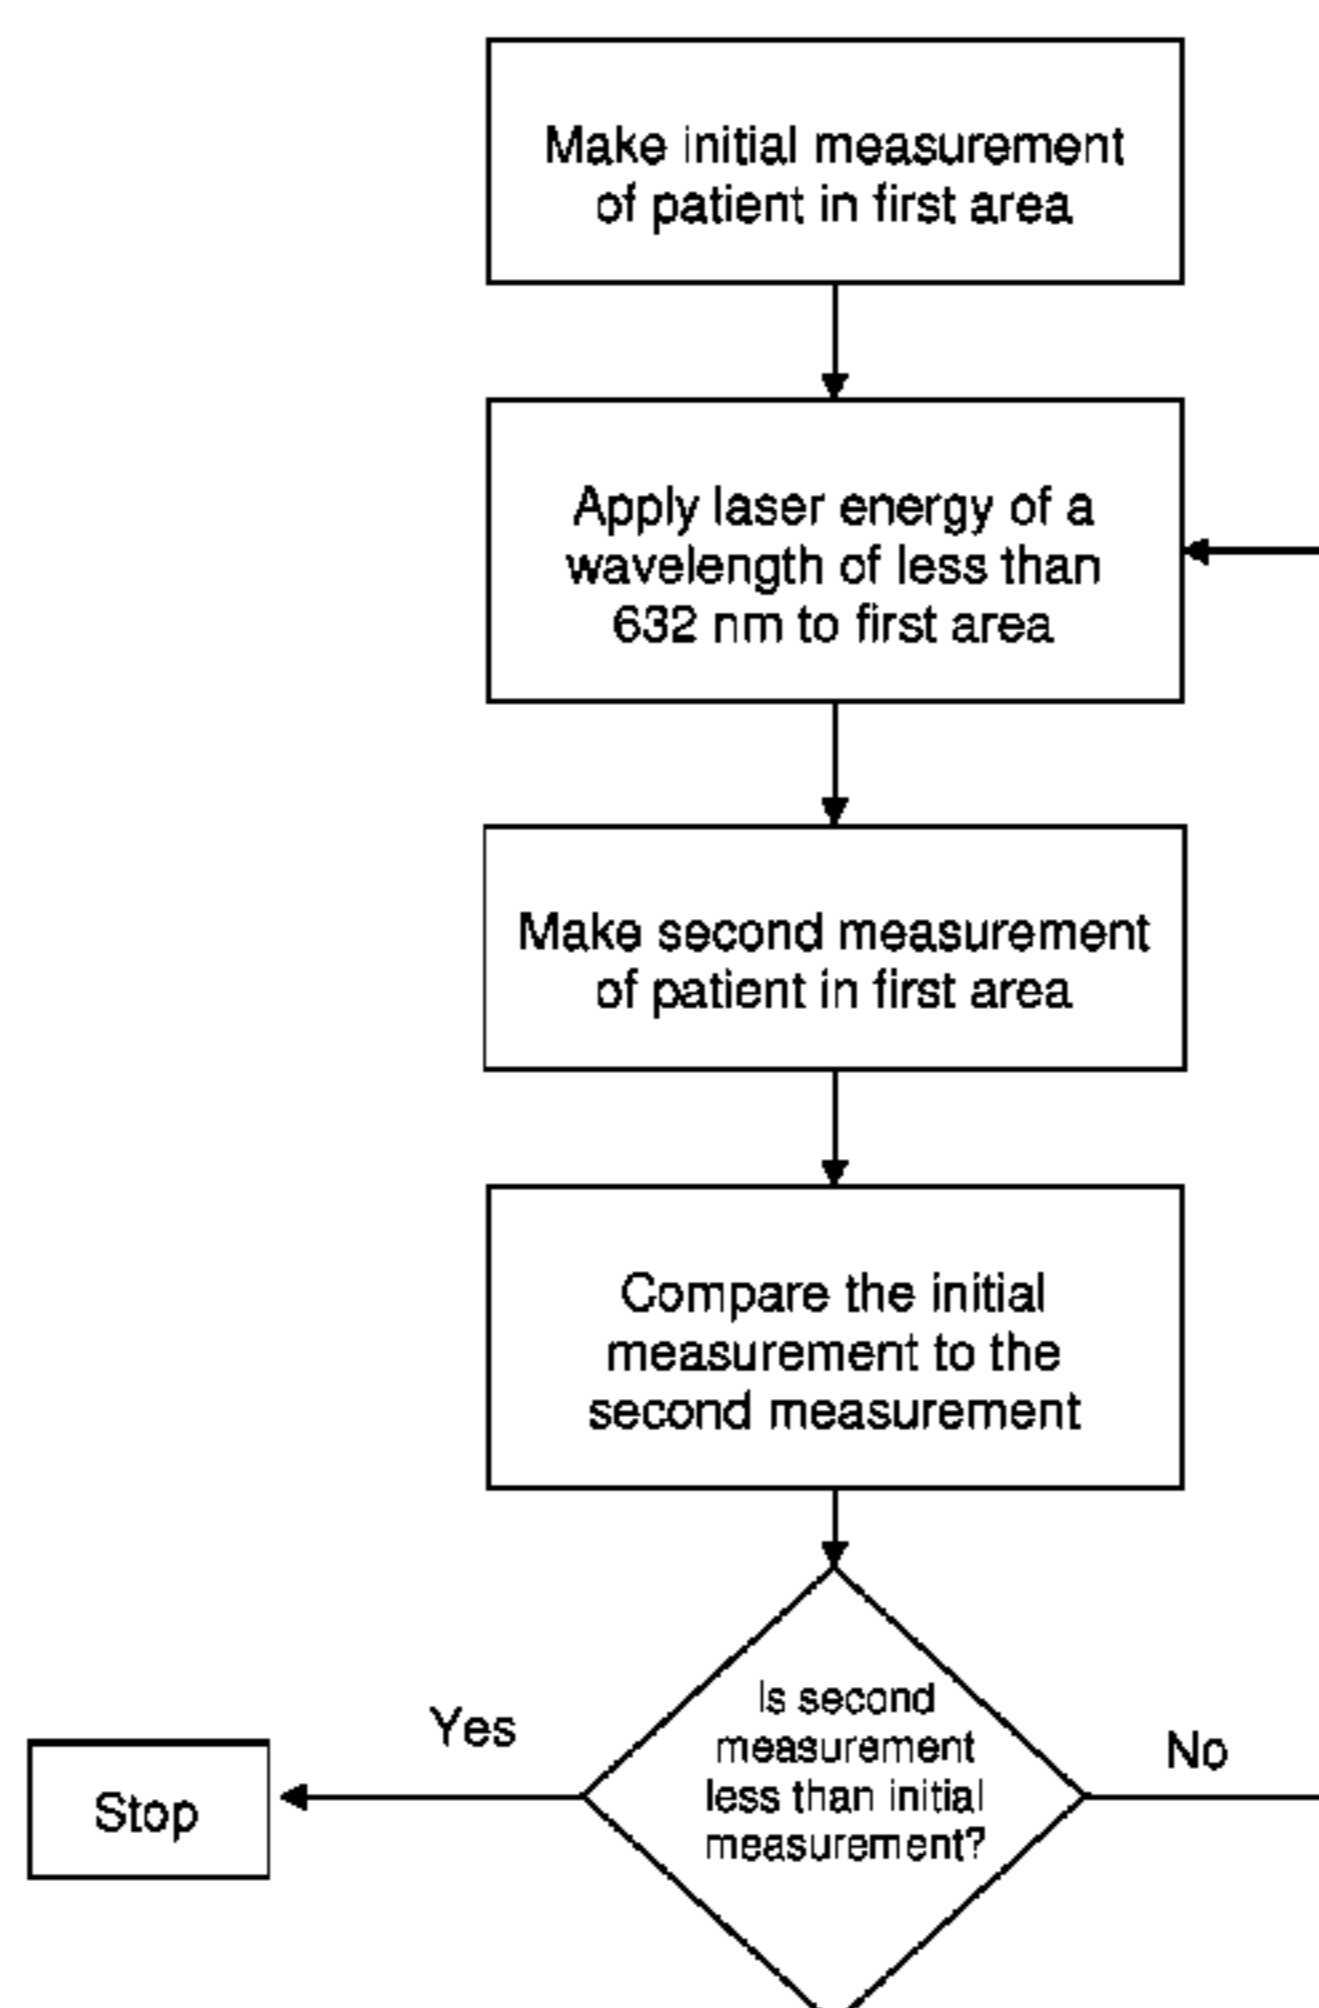 Make initial measurement
of patient in first area
Apply laser energy of a
wavelength of less than
632 nm to first area
Make second measurement
of patient in first area
Compare the initial
measurement to the
second measurement
Is second
measurement
less than initial
measurement?
Yes
No
Stop